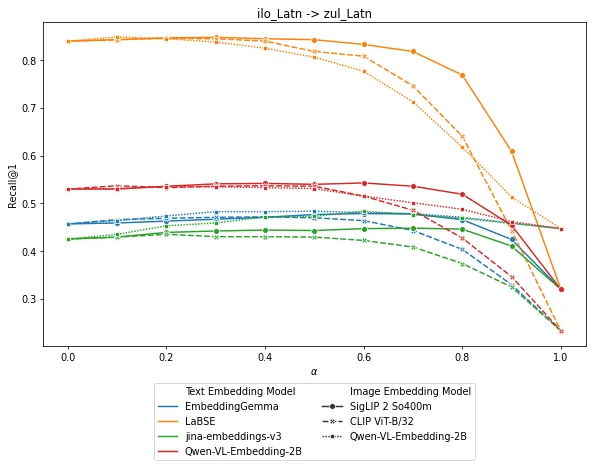 ilo_Latn -> zul_Latn
Recall@1
0.8
0.7
0.6
0.5
0.4
0.3
0.0 0.2 0.4 0.6 0.8 1.0
α
Text Embedding Model Image Embedding Model
EmbeddingGemma SigLIP 2 So400m
LaBSE CLIP ViT-B/32
jina-embeddings-v3 Qwen-VL-Embedding-2B
Qwen-VL-Embedding-2B